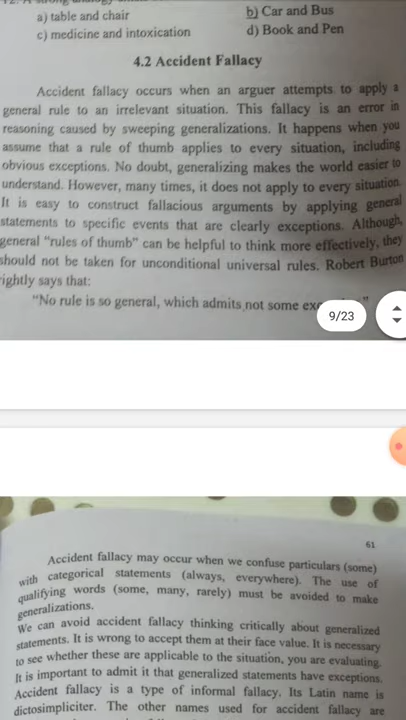 a) table and chair
b) Car and Bus
c) medicine and intoxication
d) Book and Pen
4.2 Accident Fallacy
Accident fallacy occurs when an arguer attempts to apply a
general rule to an irrelevant situation. This fallacy is an error in
reasoning caused by sweeping generalizations. It happens when you
assume that a rule of thumb applies to every situation, including
obvious exceptions. No doubt, generalizing makes the world easier to
understand. However, many times, it does not apply to every situation.
It is easy to construct fallacious arguments by applying general
statements to specific events that are clearly exceptions. Although,
general "rules of thumb" can be helpful to think more effectively, they
should not be taken for unconditional universal rules. Robert Burton
rightly says that:
"No rule is so general, which admits not some
9/23
61
Accident fallacy may occur when we confuse particulars (some)
with categorical statements (always, everywhere). The use of
qualifying words (some, many, rarely) must be avoided to make
generalizations.
We can avoid accident fallacy thinking critically about generalized
statements. It is wrong to accept them at their face value. It is necessary
to see whether these are applicable to the situation, you are evaluating.
It is important to admit it that generalized statements have exceptions.
Accident fallacy is a type of informal fallacy. Its Latin name is
dictosimpliciter. The other names used for accident fallacy are